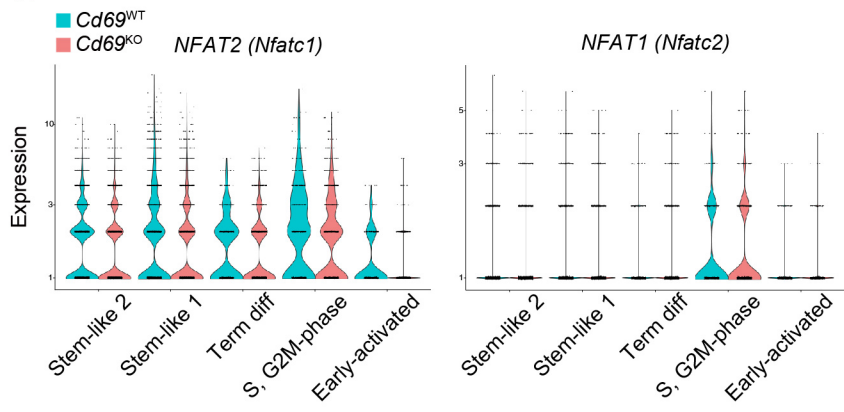 Cd69WT
Cd69KO
NFAT2 (Nfatc1)
NFAT1 (Nfatc2)
Expression
10
3
1
5
3
1
Stem-like 2
Stem-like 1
Term diff
S, G2M-phase
Early-activated
Stem-like 2
Stem-like 1
Term diff
S, G2M-phase
Early-activated